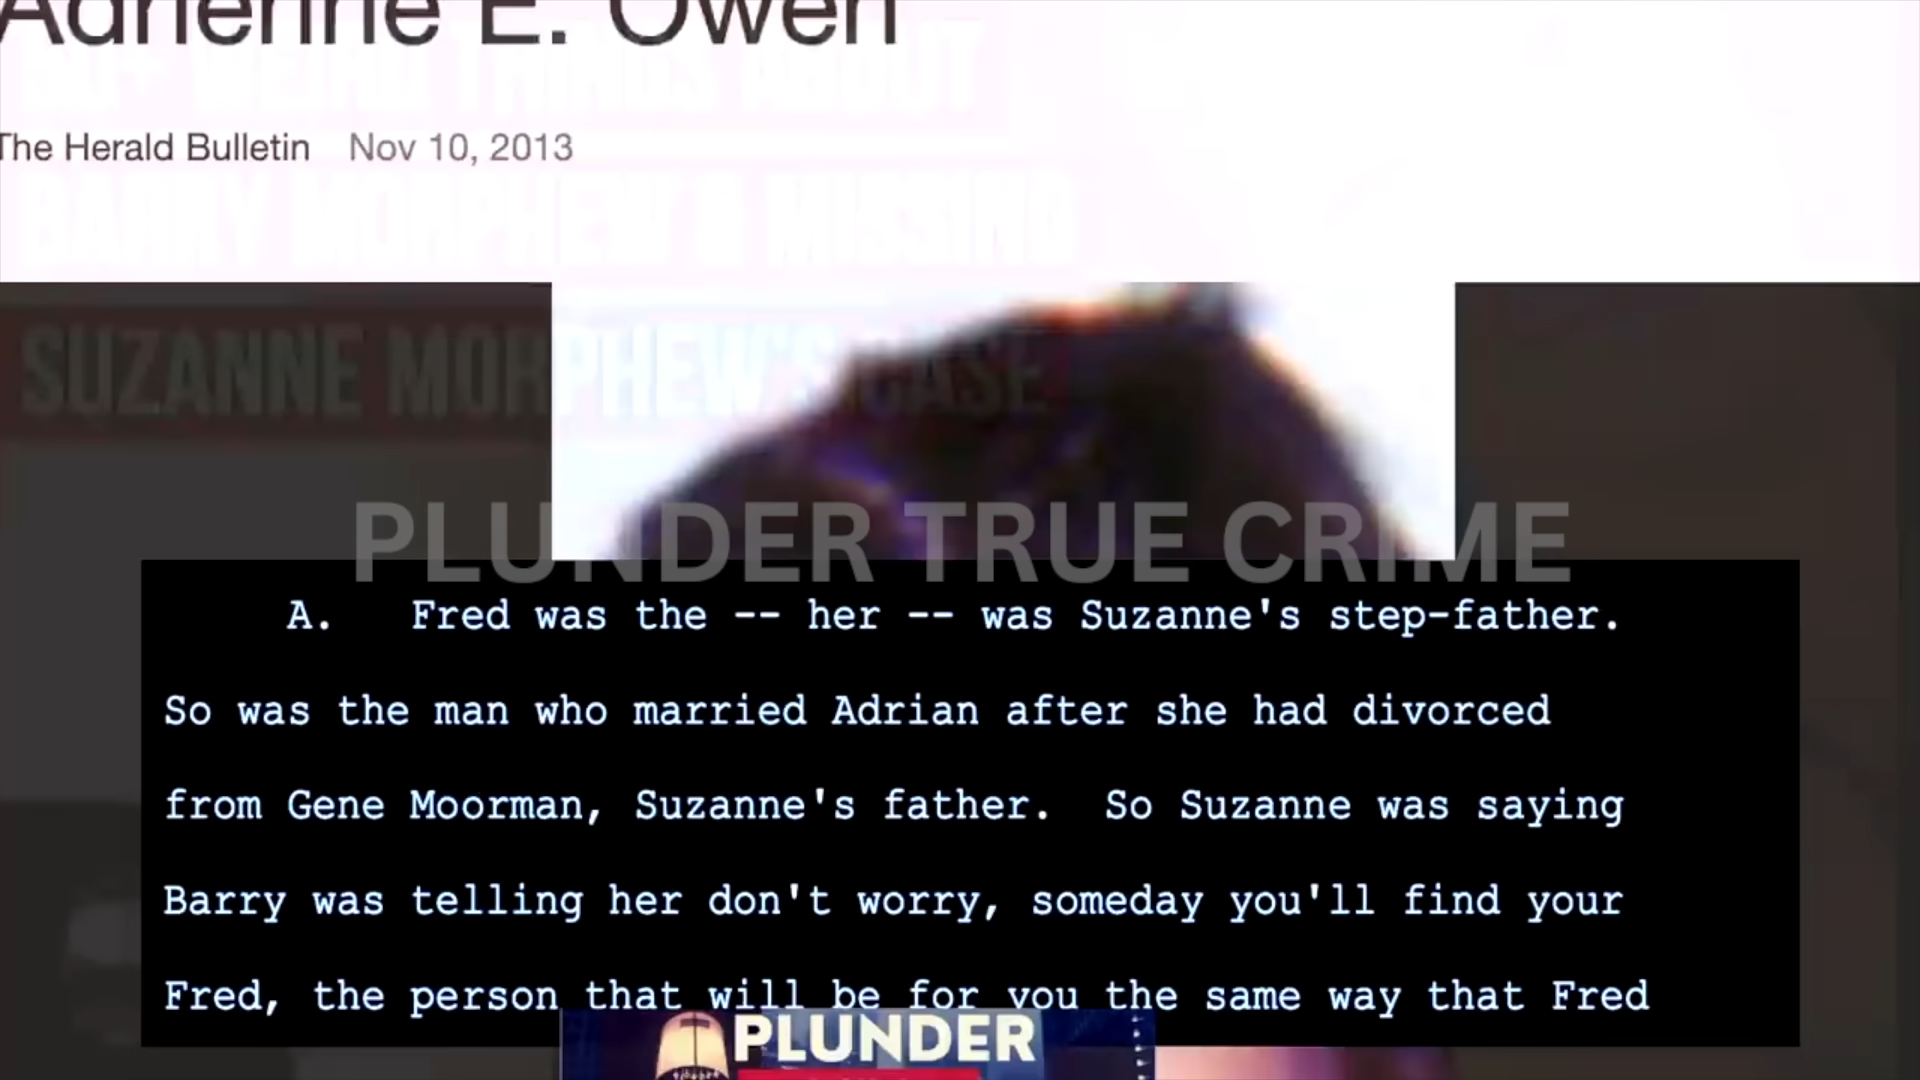 Adrienne E. Owen
The Herald Bulletin Nov 10, 2013
BARRY MORPHEW & MISSING
SUZANNE MORPHEW'S CASE
PLUNDER TRUE CRIME
A. Fred was the -- her -- was Suzanne's step-father.
So was the man who married Adrian after she had divorced
from Gene Moorman, Suzanne's father. So Suzanne was saying
Barry was telling her don't worry, someday you'll find your
Fred, the person that will be for you the same way that Fred
PLUNDER